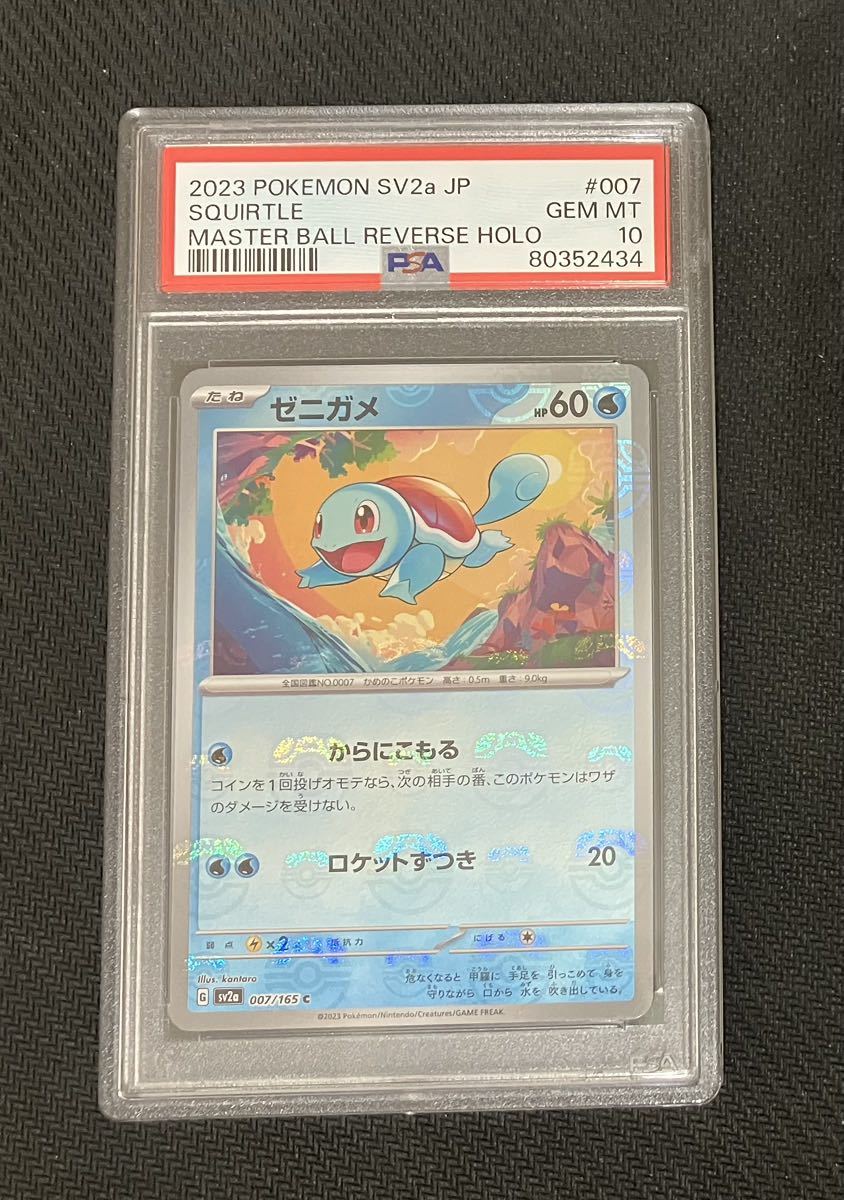 2023 POKEMON SV2a JP #007
SQUIRTLE GEM MT
MASTER BALL REVERSE HOLO 10
PSA 80352434
たね ゼニガメ HP60
全国図鑑NO.0007 かめのこポケモン 高さ:0.5m 重さ:9.0kg
からにこもる
コインを1回投げオモテなら、次の相手の番、このポケモンはワザ
のダメージを受けない。
ロケットずつき 20
弱点 ×2 抵抗力 にげる
Illus. kantaro
危なくなると 甲羅に 手足を 引っこめて 身を
守りながら 口から 水を 吹き出している。
G sv2a 007/165 C
©2023 Pokémon/Nintendo/Creatures/GAME FREAK.
PSA